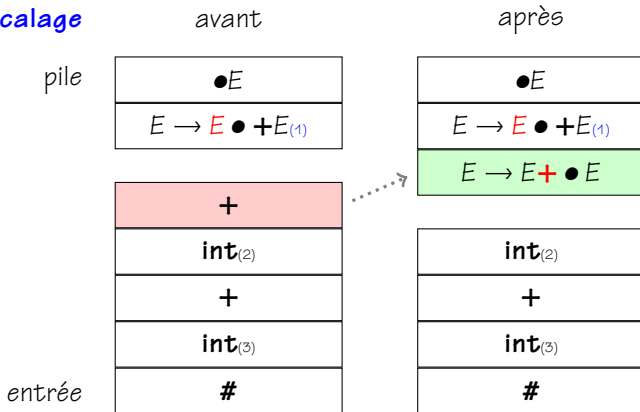 calage avant après
pile ●E ●E
E → E ● +E(1) E → E ● +E(1)
E → E+ ● E
+
int(2) int(2)
+ +
int(3) int(3)
entrée # #